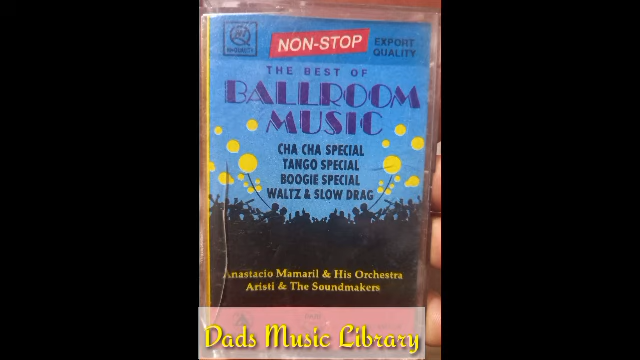 NON-STOP
EXPORT
QUALITY
THE BEST OF
BALLROOM
MUSIC
CHA CHA SPECIAL
TANGO SPECIAL
BOOGIE SPECIAL
WALTZ & SLOW DRAG
Anastacio Mamaril & His Orchestra
Aristi & The Soundmakers
Dads Music Library